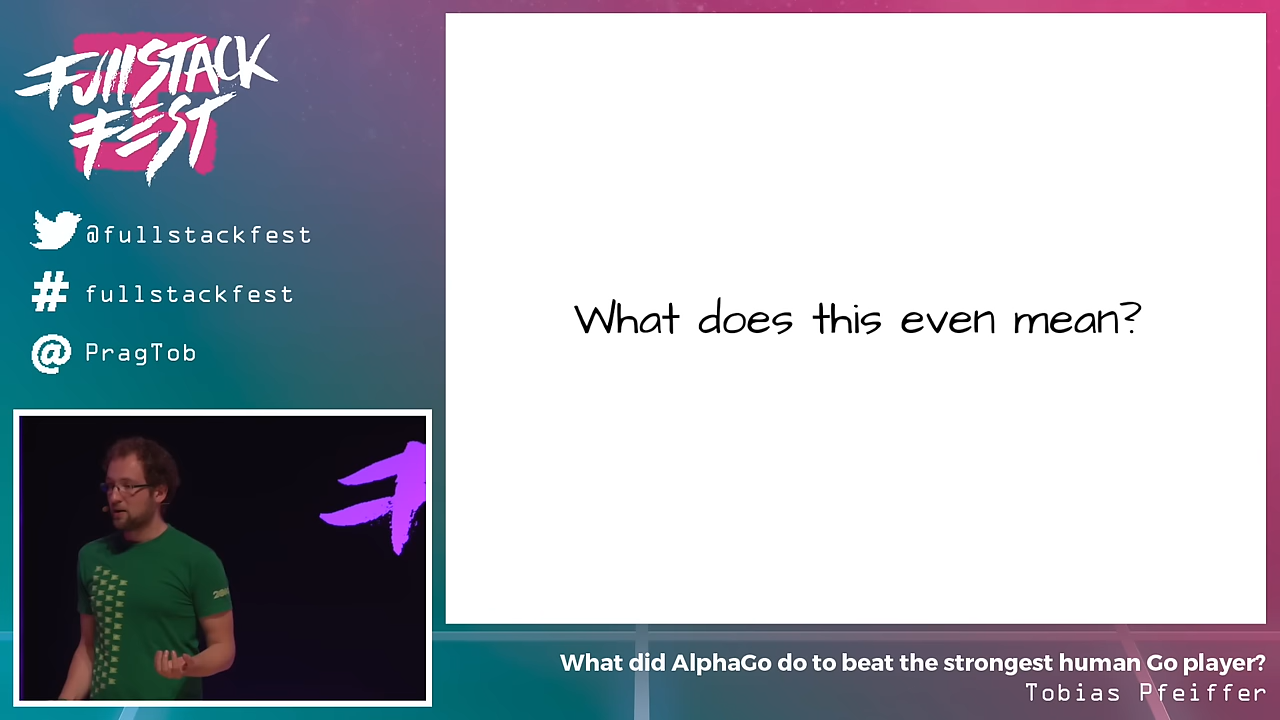 FullSTACK
FEST
@fullstackfest
# fullstackfest
@ PragTob
What does this even mean?
What did AlphaGo do to beat the strongest human Go player?
Tobias Pfeiffer